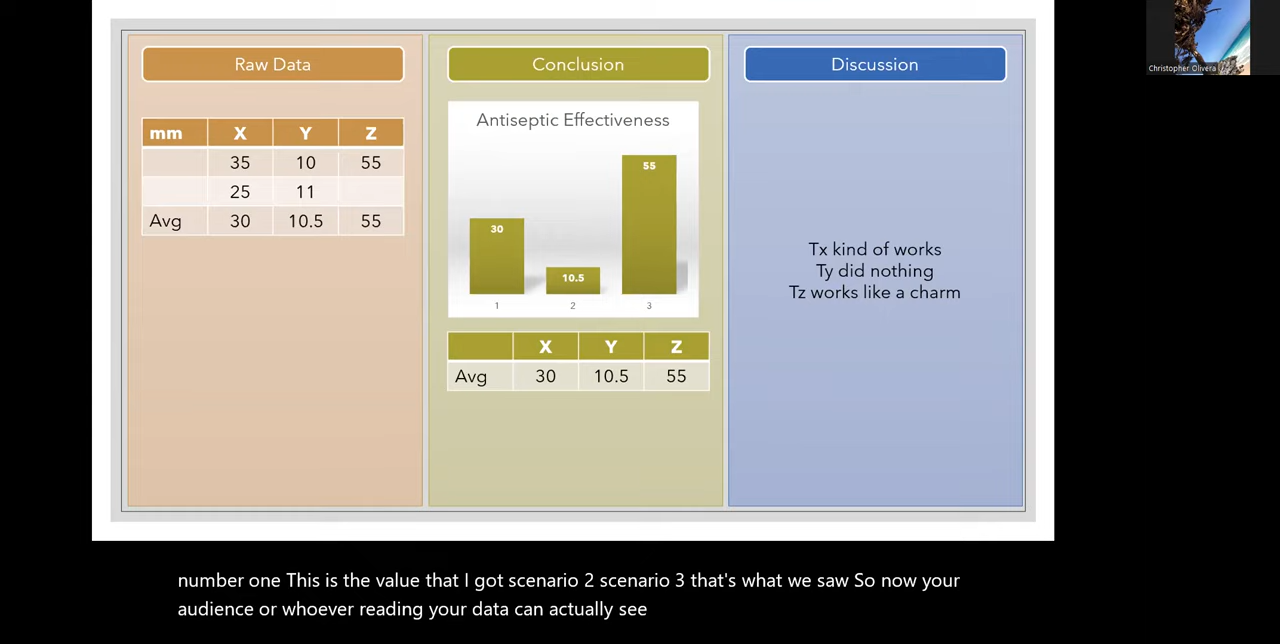 Raw Data
mm X Y Z
35 10 55
25 11
Avg 30 10.5 55
Conclusion
Antiseptic Effectiveness
30
10.5
55
1 2 3
X Y Z
Avg 30 10.5 55
Discussion
Tx kind of works
Ty did nothing
Tz works like a charm
Christopher Olivera
number one This is the value that I got scenario 2 scenario 3 that's what we saw So now your
audience or whoever reading your data can actually see